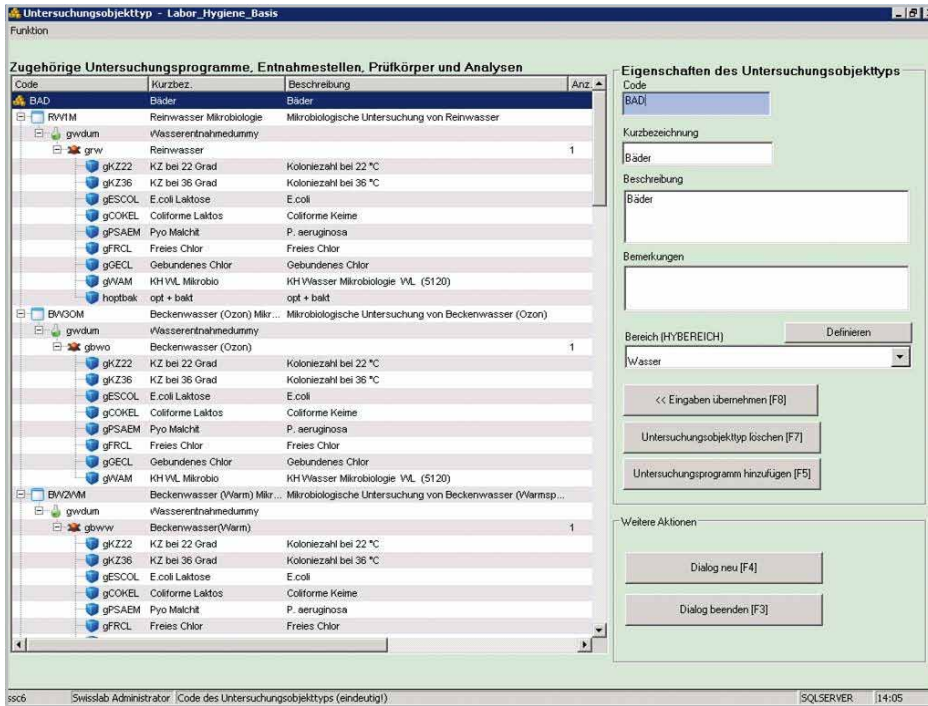 Untersuchungsobjekttyp - Labor_Hygiene_Basis
Funktion
Zugehörige Untersuchungsprogramme, Entnahmestellen, Prüfkörper und Analysen
Code Kurzbez. Beschreibung Anz.
BAD Bäder Bäder
RW1M Reinwasser Mikrobiologie Mikrobiologische Untersuchung von Reinwasser
gwdum Wasserentnahmedummy
grw Reinwasser 1
gKZ22 KZ bei 22 Grad Koloniezahl bei 22 °C
gKZ36 KZ bei 36 Grad Koloniezahl bei 36 °C
gESCOL E.coli Laktose E.coli
gCOKEL Coliforme Laktos Coliforme Keime
gPSAEM Pyo Malchit P. aeruginosa
gFRCL Freies Chlor Freies Chlor
gGECL Gebundenes Chlor Gebundenes Chlor
gWAM KH WL Mikrobio KH Wasser Mikrobiologie WL (5120)
hoptbak opt + bakt opt + bakt
BW3OM Beckenwasser (Ozon) Mikr... Mikrobiologische Untersuchung von Beckenwasser (Ozon)
gwdum Wasserentnahmedummy
gbwo Beckenwasser (Ozon) 1
gKZ22 KZ bei 22 Grad Koloniezahl bei 22 °C
gKZ36 KZ bei 36 Grad Koloniezahl bei 36 °C
gESCOL E.coli Laktose E.coli
gCOKEL Coliforme Laktos Coliforme Keime
gPSAEM Pyo Malchit P. aeruginosa
gFRCL Freies Chlor Freies Chlor
gGECL Gebundenes Chlor Gebundenes Chlor
gWAM KH WL Mikrobio KH Wasser Mikrobiologie WL (5120)
BW2WM Beckenwasser (Warm) Mikr... Mikrobiologische Untersuchung von Beckenwasser (Warmsp...
gwdum Wasserentnahmedummy
gbww Beckenwasser(Warm) 1
gKZ22 KZ bei 22 Grad Koloniezahl bei 22 °C
gKZ36 KZ bei 36 Grad Koloniezahl bei 36 °C
gESCOL E.coli Laktose E.coli
gCOKEL Coliforme Laktos Coliforme Keime
gPSAEM Pyo Malchit P. aeruginosa
gFRCL Freies Chlor Freies Chlor
Eigenschaften des Untersuchungsobjekttyps
Code
BAD
Kurzbezeichnung
Bäder
Beschreibung
Bäder
Bemerkungen
Bereich (HYBEREICH)
Definieren
Wasser
<< Eingaben übernehmen [F8]
Untersuchungsobjekttyp löschen [F7]
Untersuchungsprogramm hinzufügen [F5]
Weitere Aktionen
Dialog neu [F4]
Dialog beenden [F3]
ssc6 Swisslab Administrator Code des Untersuchungsobjekttyps (eindeutig!) SQLSERVER 14:05